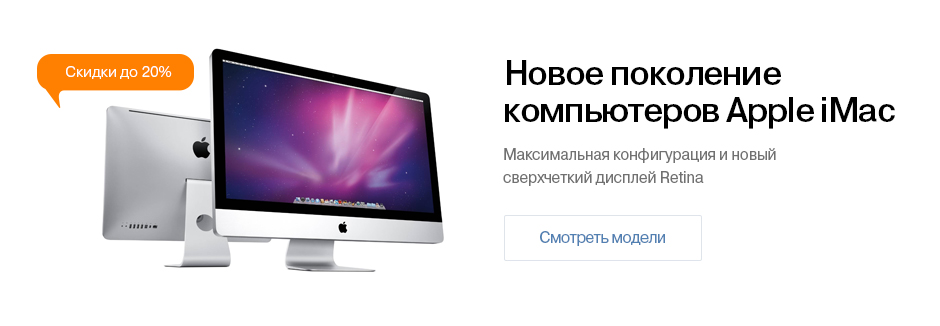 Скидки до 20%
Новое поколение
компьютеров Apple iMac
Максимальная конфигурация и новый
сверхчеткий дисплей Retina
Смотреть модели